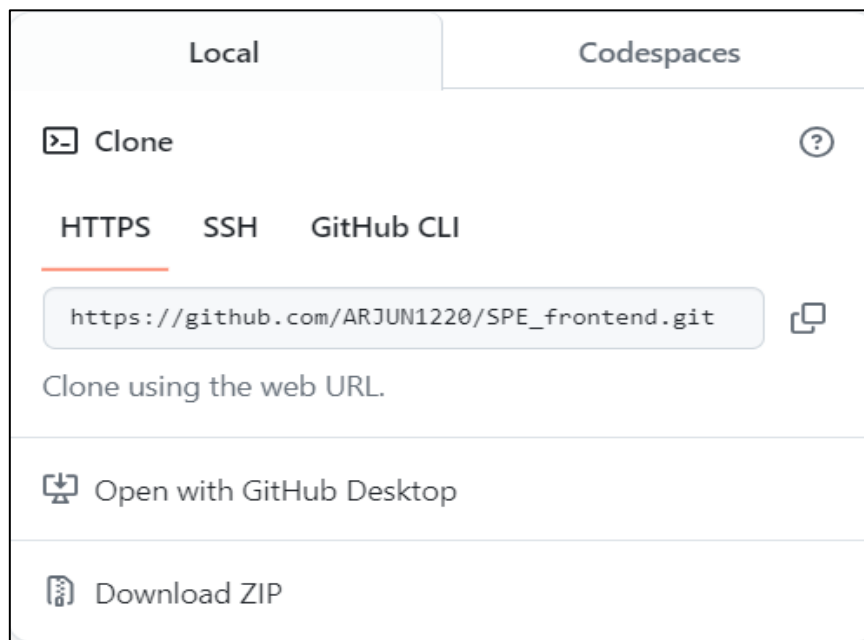 Local Codespaces
Clone
HTTPS SSH GitHub CLI
https://github.com/ARJUN1220/SPE_frontend.git
Clone using the web URL.
Open with GitHub Desktop
Download ZIP